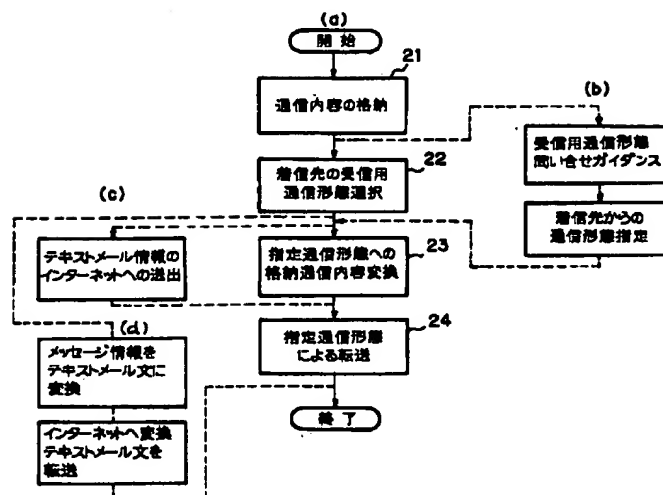 (a)
開始
21
通信内容の格納
(b)
受信用通信形態
問い合せガイダンス
22
着信先の受信用
通信形態選択
着信先からの
通信形態指定
(c)
テキストメール情報の
インターネットへの送出
23
指定通信形態への
格納通信内容変換
24
指定通信形態
による転送
(d)
メッセージ情報を
テキストメール文に
変換
インターネットへ変換
テキストメール文を
転送
終了